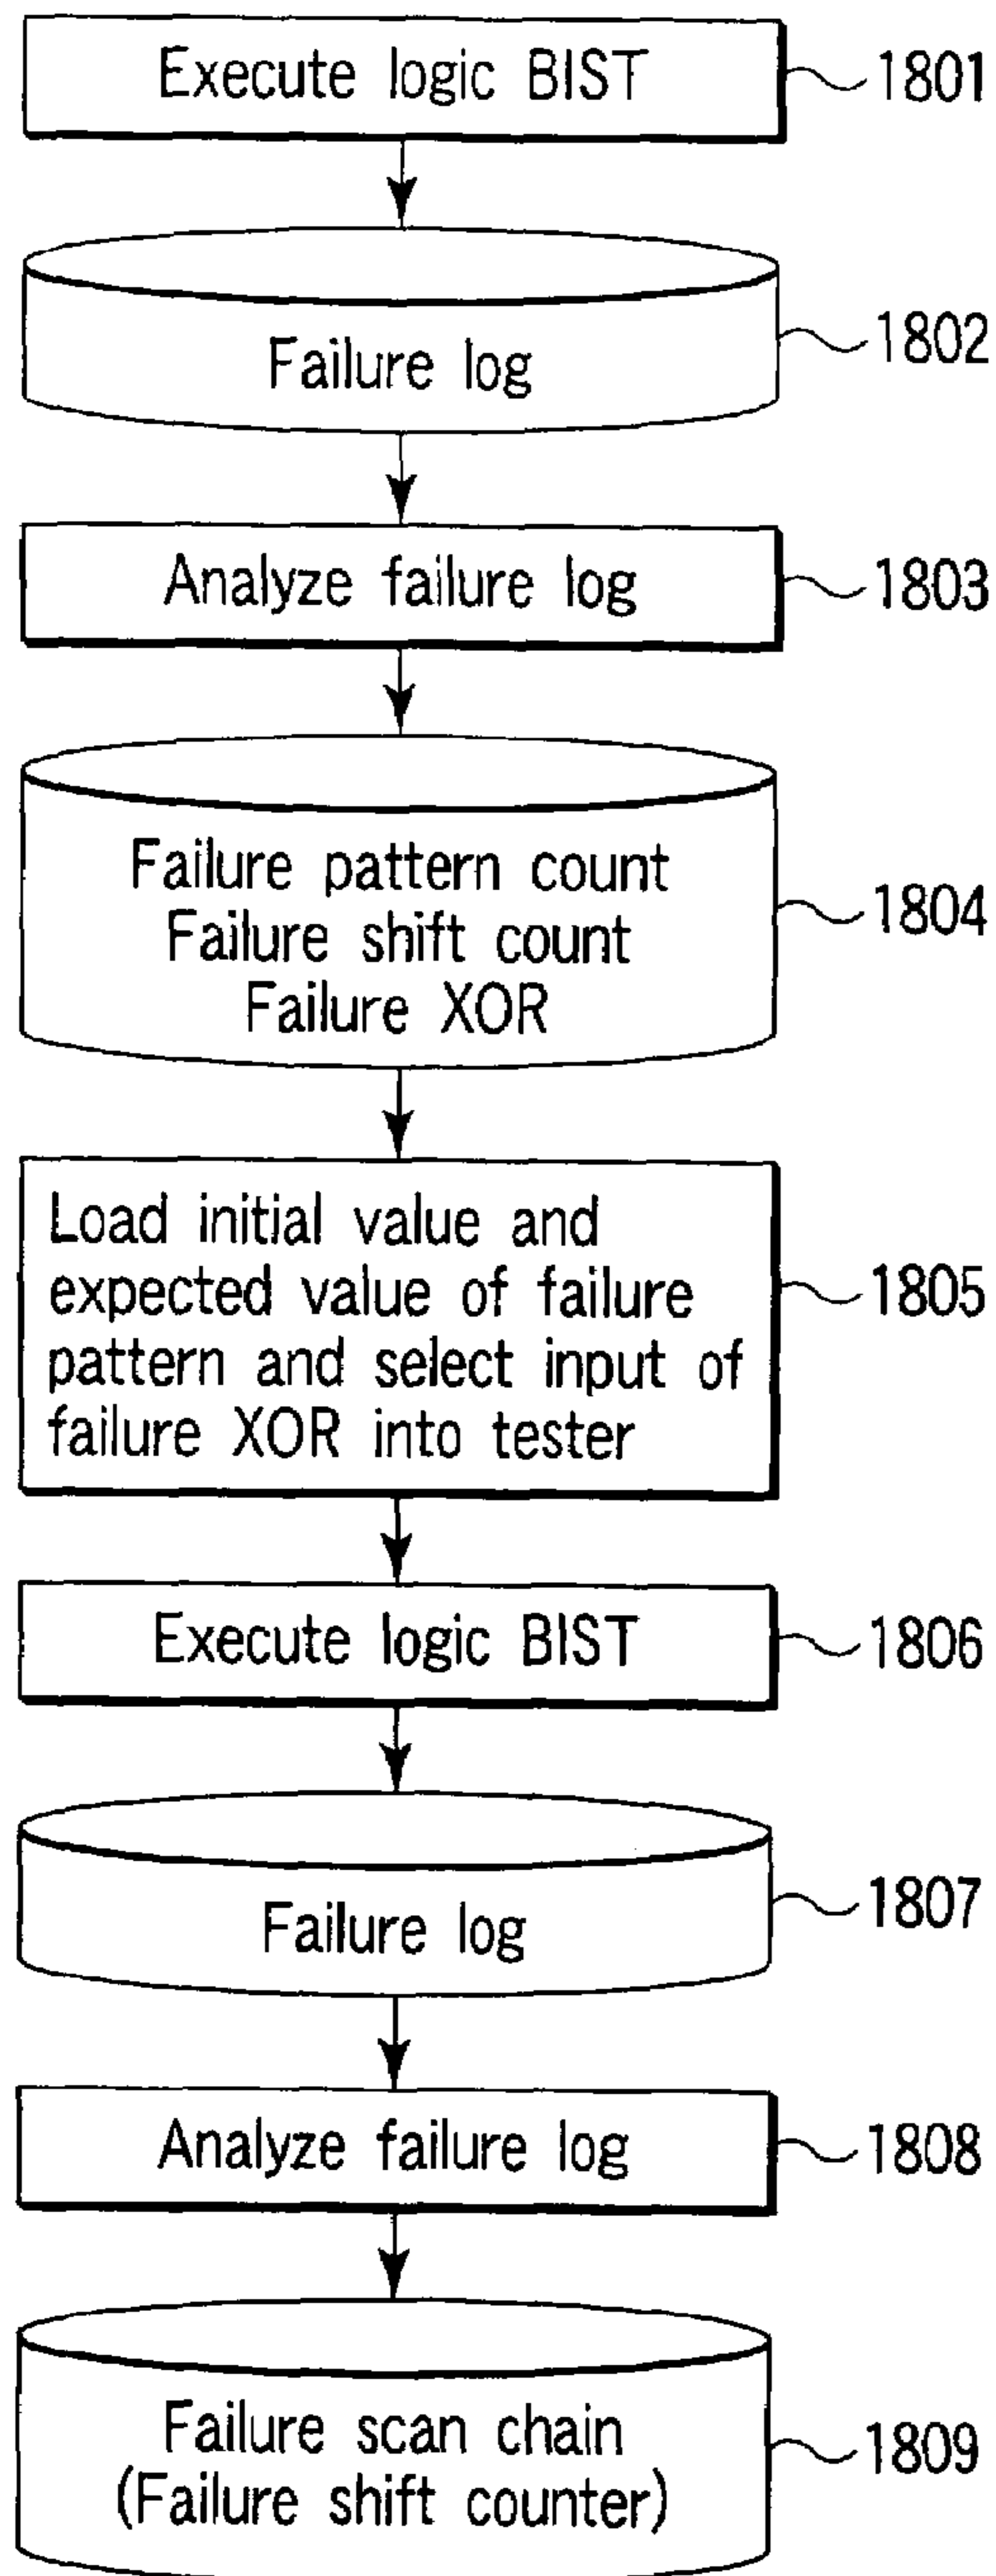 Execute logic BIST
1801
Failure log
1802
Analyze failure log
1803
Failure pattern count
Failure shift count
Failure XOR
1804
Load initial value and
expected value of failure
pattern and select input of
failure XOR into tester
1805
Execute logic BIST
1806
Failure log
1807
Analyze failure log
1808
Failure scan chain
(Failure shift counter)
1809